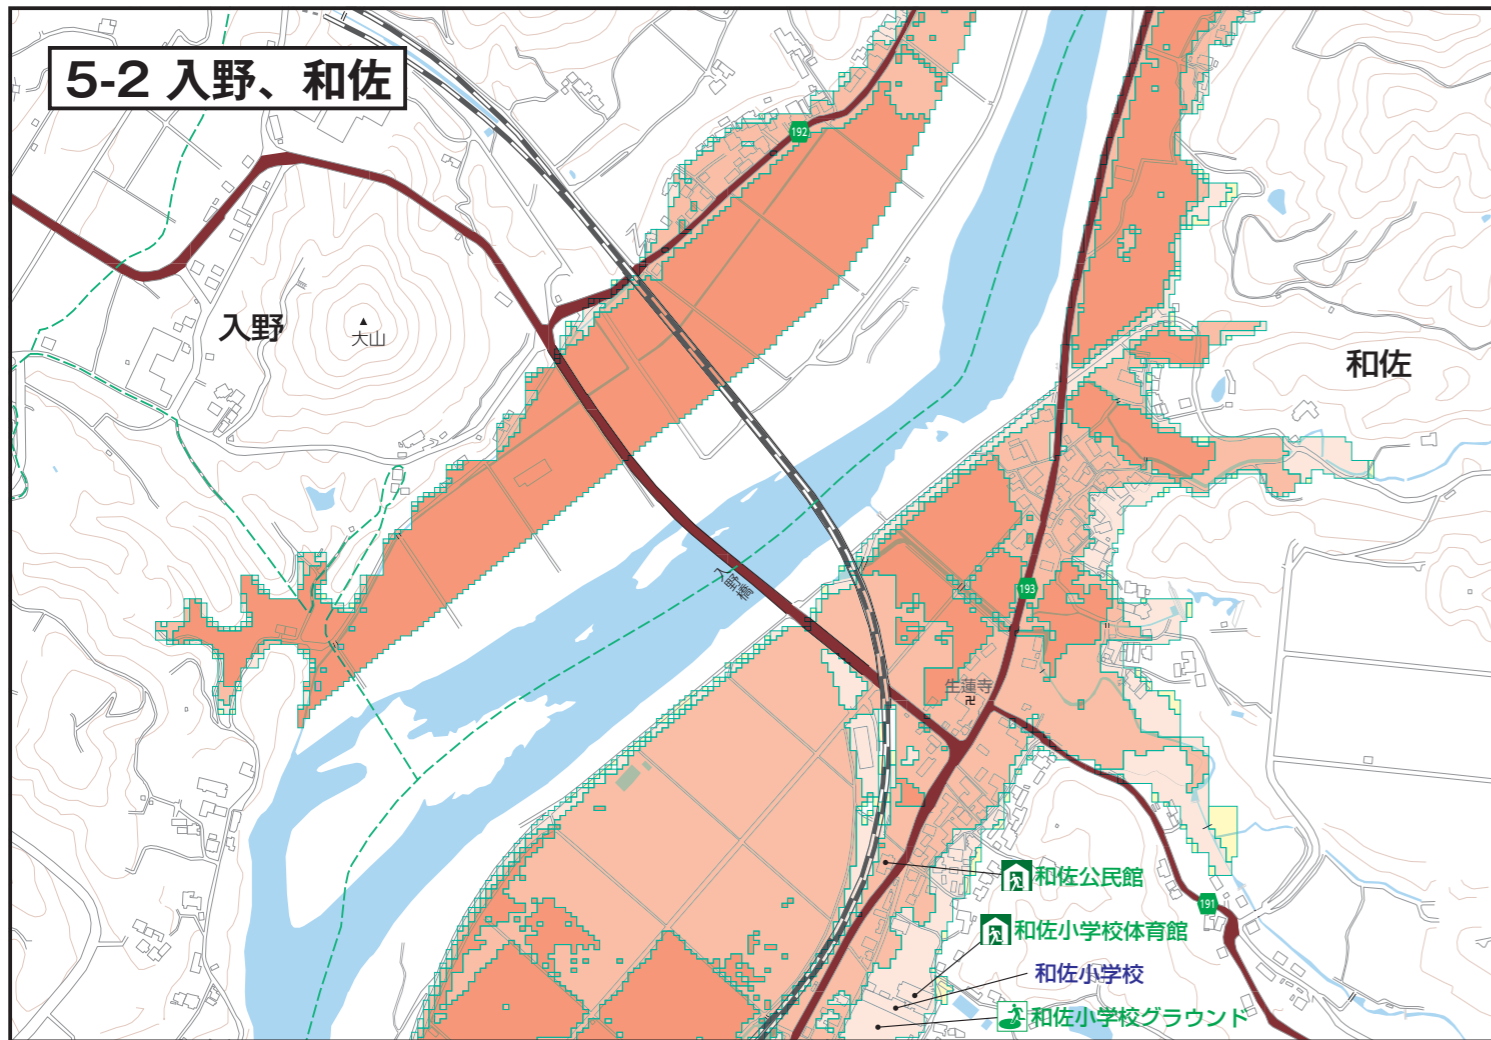 5-2 入野、和佐
192
入野
大山
和佐
入野橋
193
生蓮寺
和佐公民館
191
和佐小学校体育館
和佐小学校
和佐小学校グラウンド